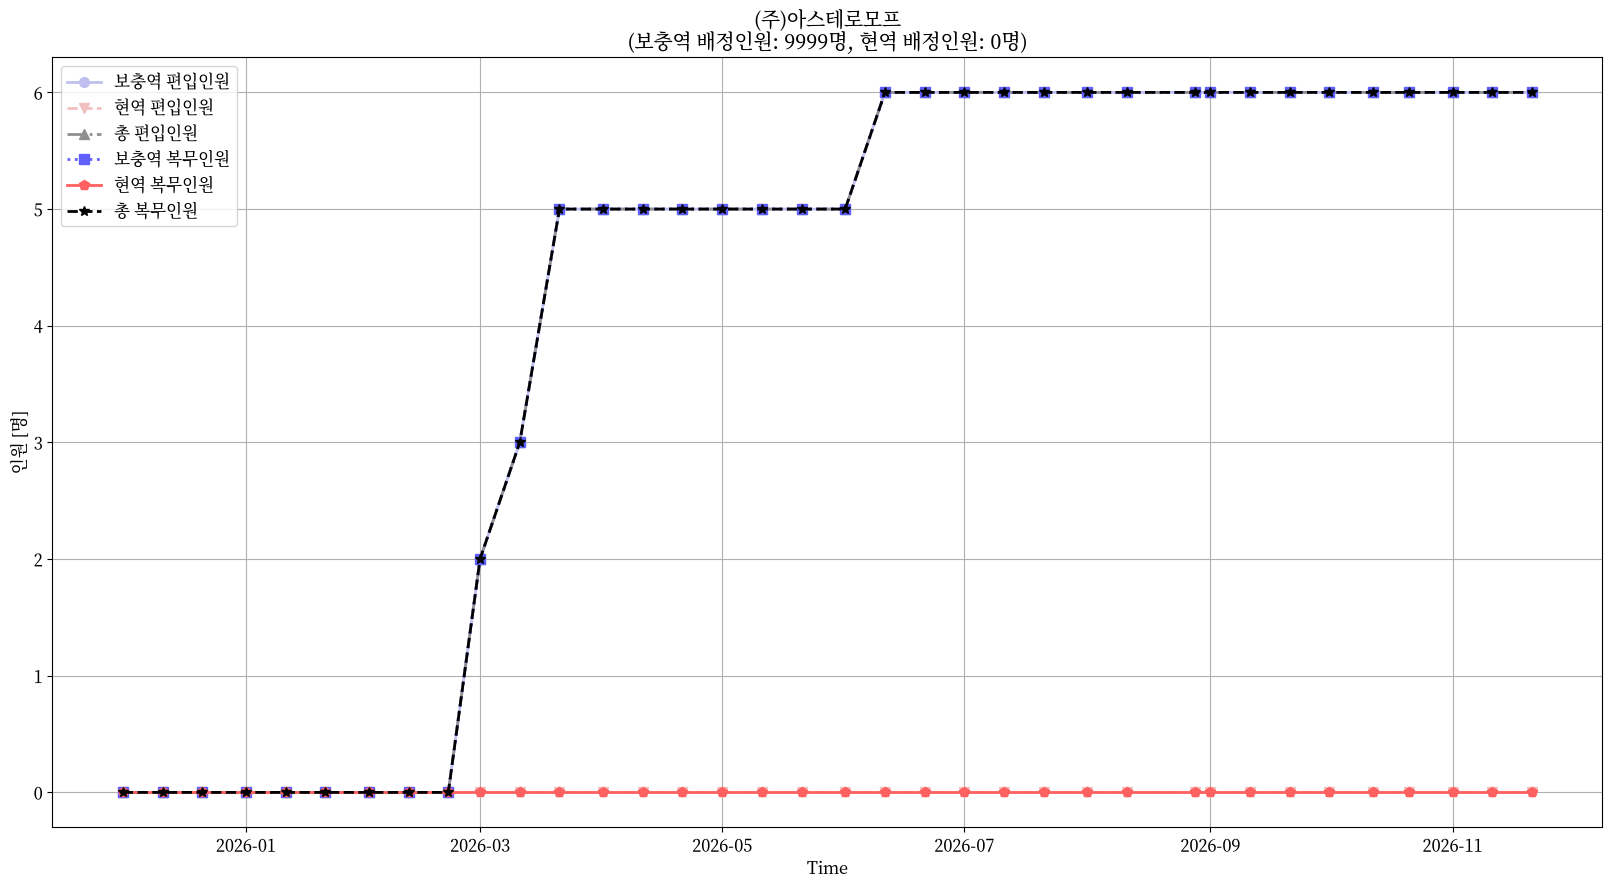 (주)아스테로모프
(보충역 배정인원: 9999명, 현역 배정인원: 0명)
보충역 편입인원
현역 편입인원
총 편입인원
보충역 복무인원
현역 복무인원
총 복무인원
6
5
4
3
2
1
0
인원 [명]
2026-01
2026-03
2026-05
2026-07
2026-09
2026-11
Time